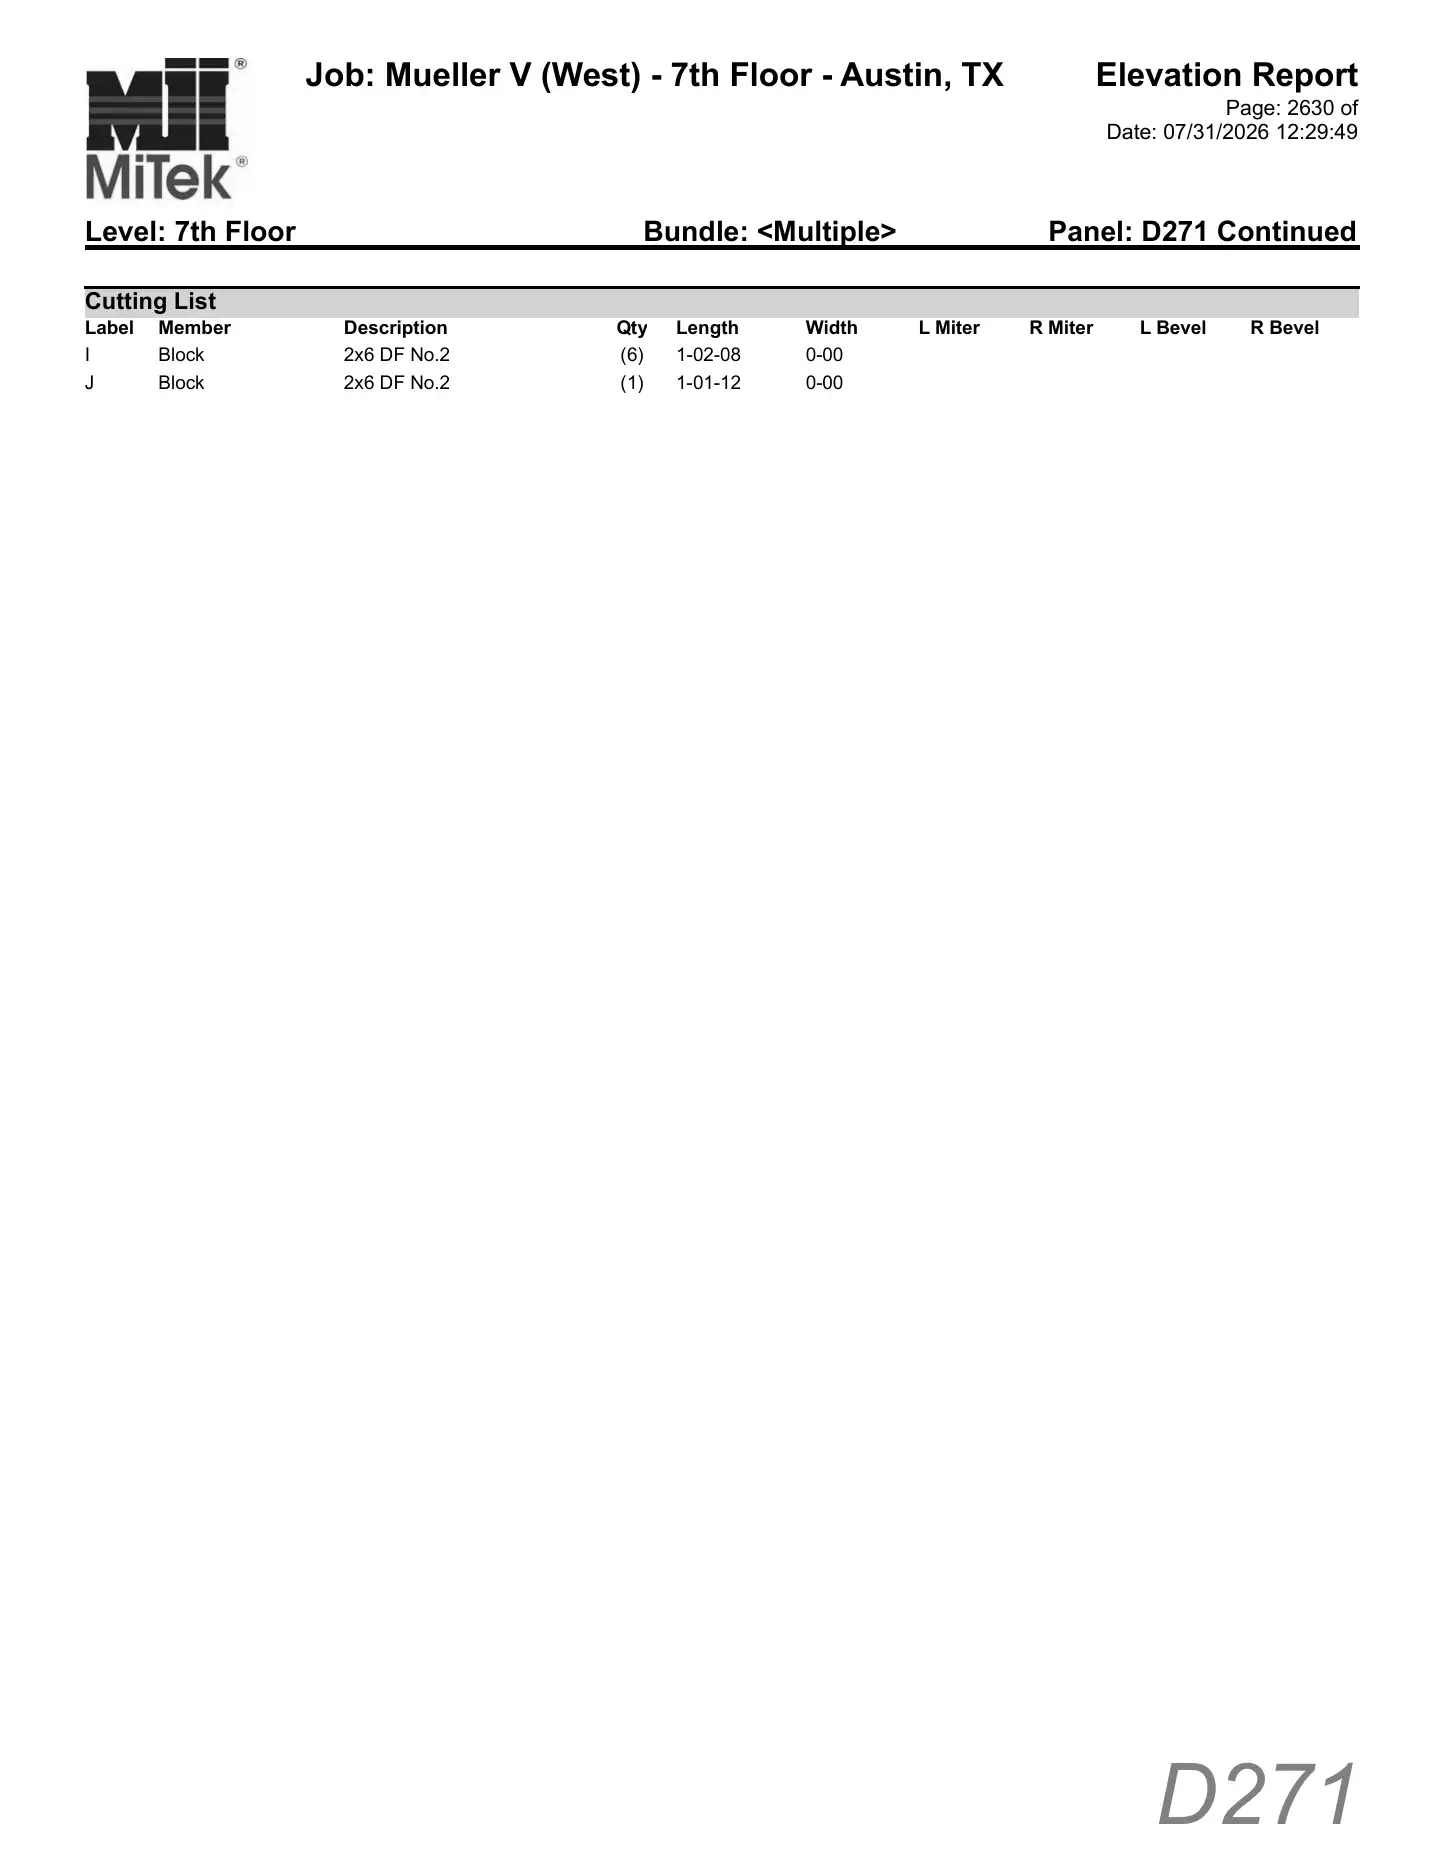 MiTek®
®
Job: Mueller V (West) - 7th Floor - Austin, TX
Elevation Report
Page: 2630 of
Date: 07/31/2026 12:29:49
Level: 7th Floor Bundle: <Multiple> Panel: D271 Continued
Cutting List
Label Member Description Qty Length Width L Miter R Miter L Bevel R Bevel
I Block 2x6 DF No.2 (6) 1-02-08 0-00
J Block 2x6 DF No.2 (1) 1-01-12 0-00
D271